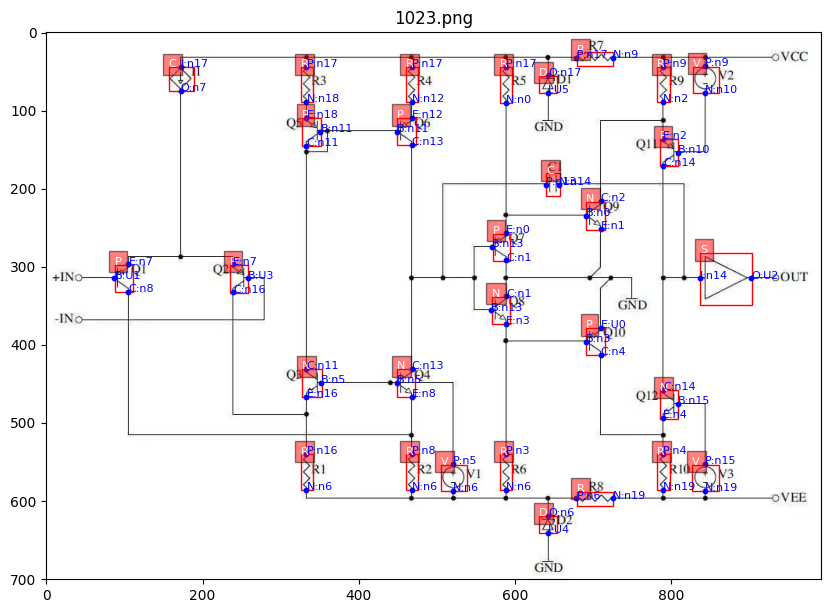 1023.png
0
100
200
300
400
500
600
700
0
200
400
600
800
VCC
VEE
+IN
-IN
OUT
GND
GND
GND
C I:n17 I1
O:n7
R P:n17 R3
N:n18
R P:n17 R4
N:n12
R P:n17 R5
N:n0
D O:n17 D1
U5
R P:n17 R7 N:n9
R P:n9 R9
N:n2
V P:n9 V2
N:n10
P E:n18 Q5 B:n11
C:n11
P E:n12 Q6 B:n11
C:n13
P E:n2 Q11 B:n10
C:n14
C P:n13 N:n14
N C:n2 Q9 B:n0
E:n1
P E:n0 Q7 B:n13
C:n1
P E:n7 Q1 B:U1
C:n8
P E:n7 Q2 B:U3
C:n16
S I:n14 O:U2
N C:n1 Q8 B:n13
E:n3
P E:U0 Q10 B:n3
C:n4
N C:n11 Q3 B:n5
E:n16
N C:n13 Q4 B:n5
E:n8
N C:n14 Q12 B:n15
E:n4
R P:n16 R1
N:n6
R P:n8 R2
N:n6
V P:n5 V1
N:n6
R P:n3 R6
N:n6
R P:n6 R8 N:n19
R P:n4 R10
N:n19
V P:n15 V3
N:n19
D O:n6 D2
U4